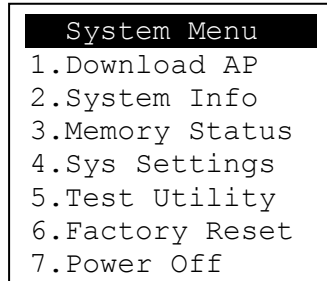 System Menu
1.Download AP
2.System Info
3.Memory Status
4.Sys Settings
5.Test Utility
6.Factory Reset
7.Power Off